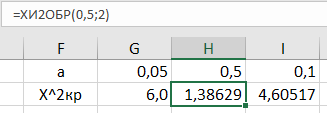 =ХИ2ОБР(0,5;2)
F G H I
a 0,05 0,5 0,1
X^2кр 6,0 1,38629 4,60517